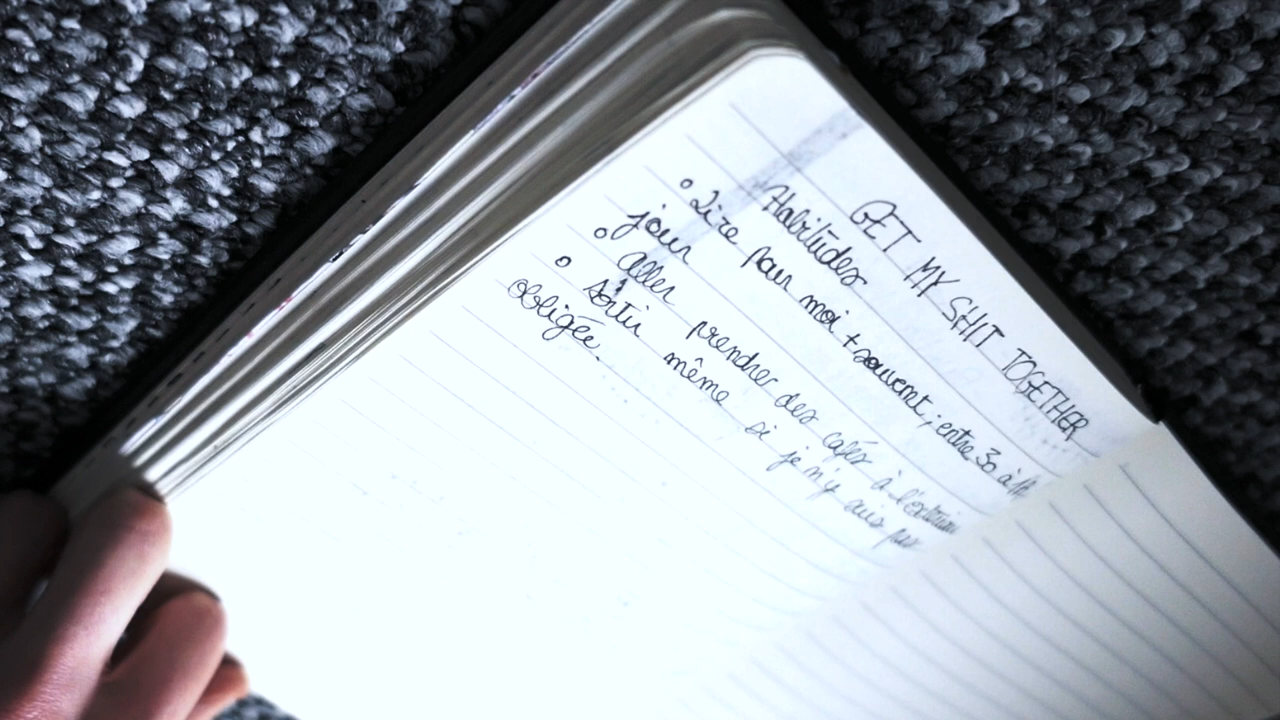 GET MY SHIT TOGETHER
Habitudes
• Lire pour moi + souvent, entre 30 à 1h
jour
• aller prendre des cafés à l'extérieur
• sortir même si je n'y suis pas
obligée.